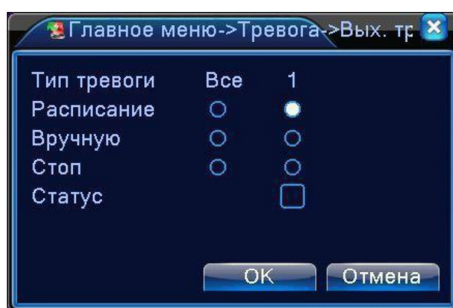 Главное меню->Тревога->Вых. тр
Тип тревоги Все 1
Расписание
Вручную
Стоп
Статус
OK Отмена